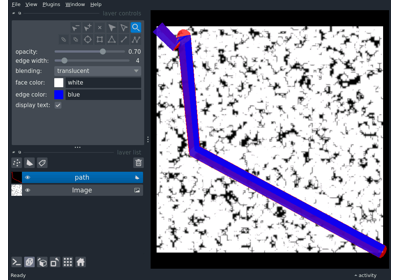 File View Plugins Window Help
layer controls
opacity: 0.70
edge width: 4
blending: translucent
face color: white
edge color: blue
display text:
layer list
path
Image
Ready
activity